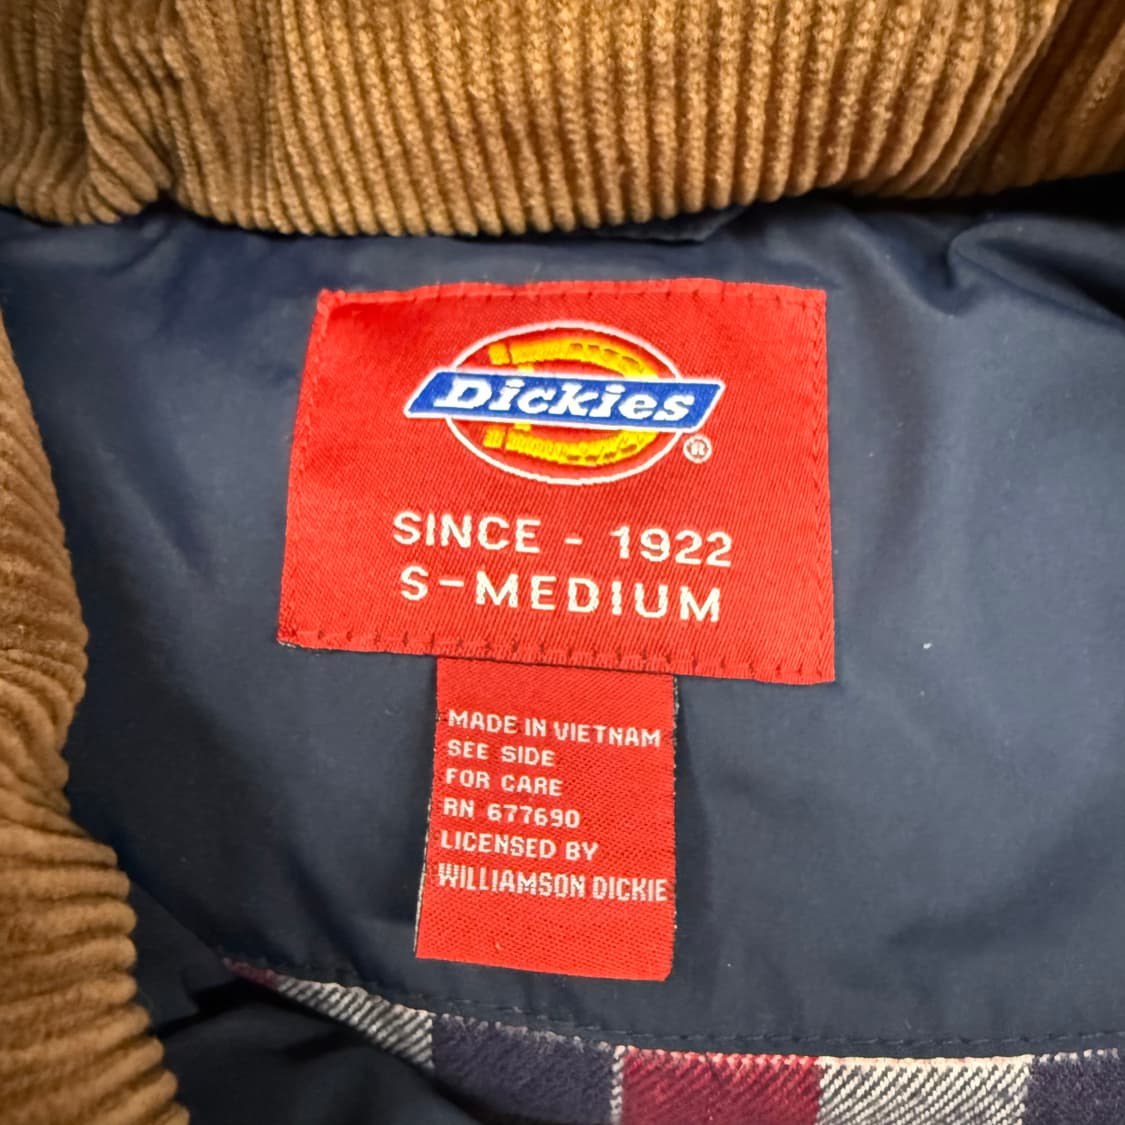 Dickies®
SINCE - 1922
S-MEDIUM
MADE IN VIETNAM
SEE SIDE
FOR CARE
RN 677690
LICENSED BY
WILLIAMSON DICKIE